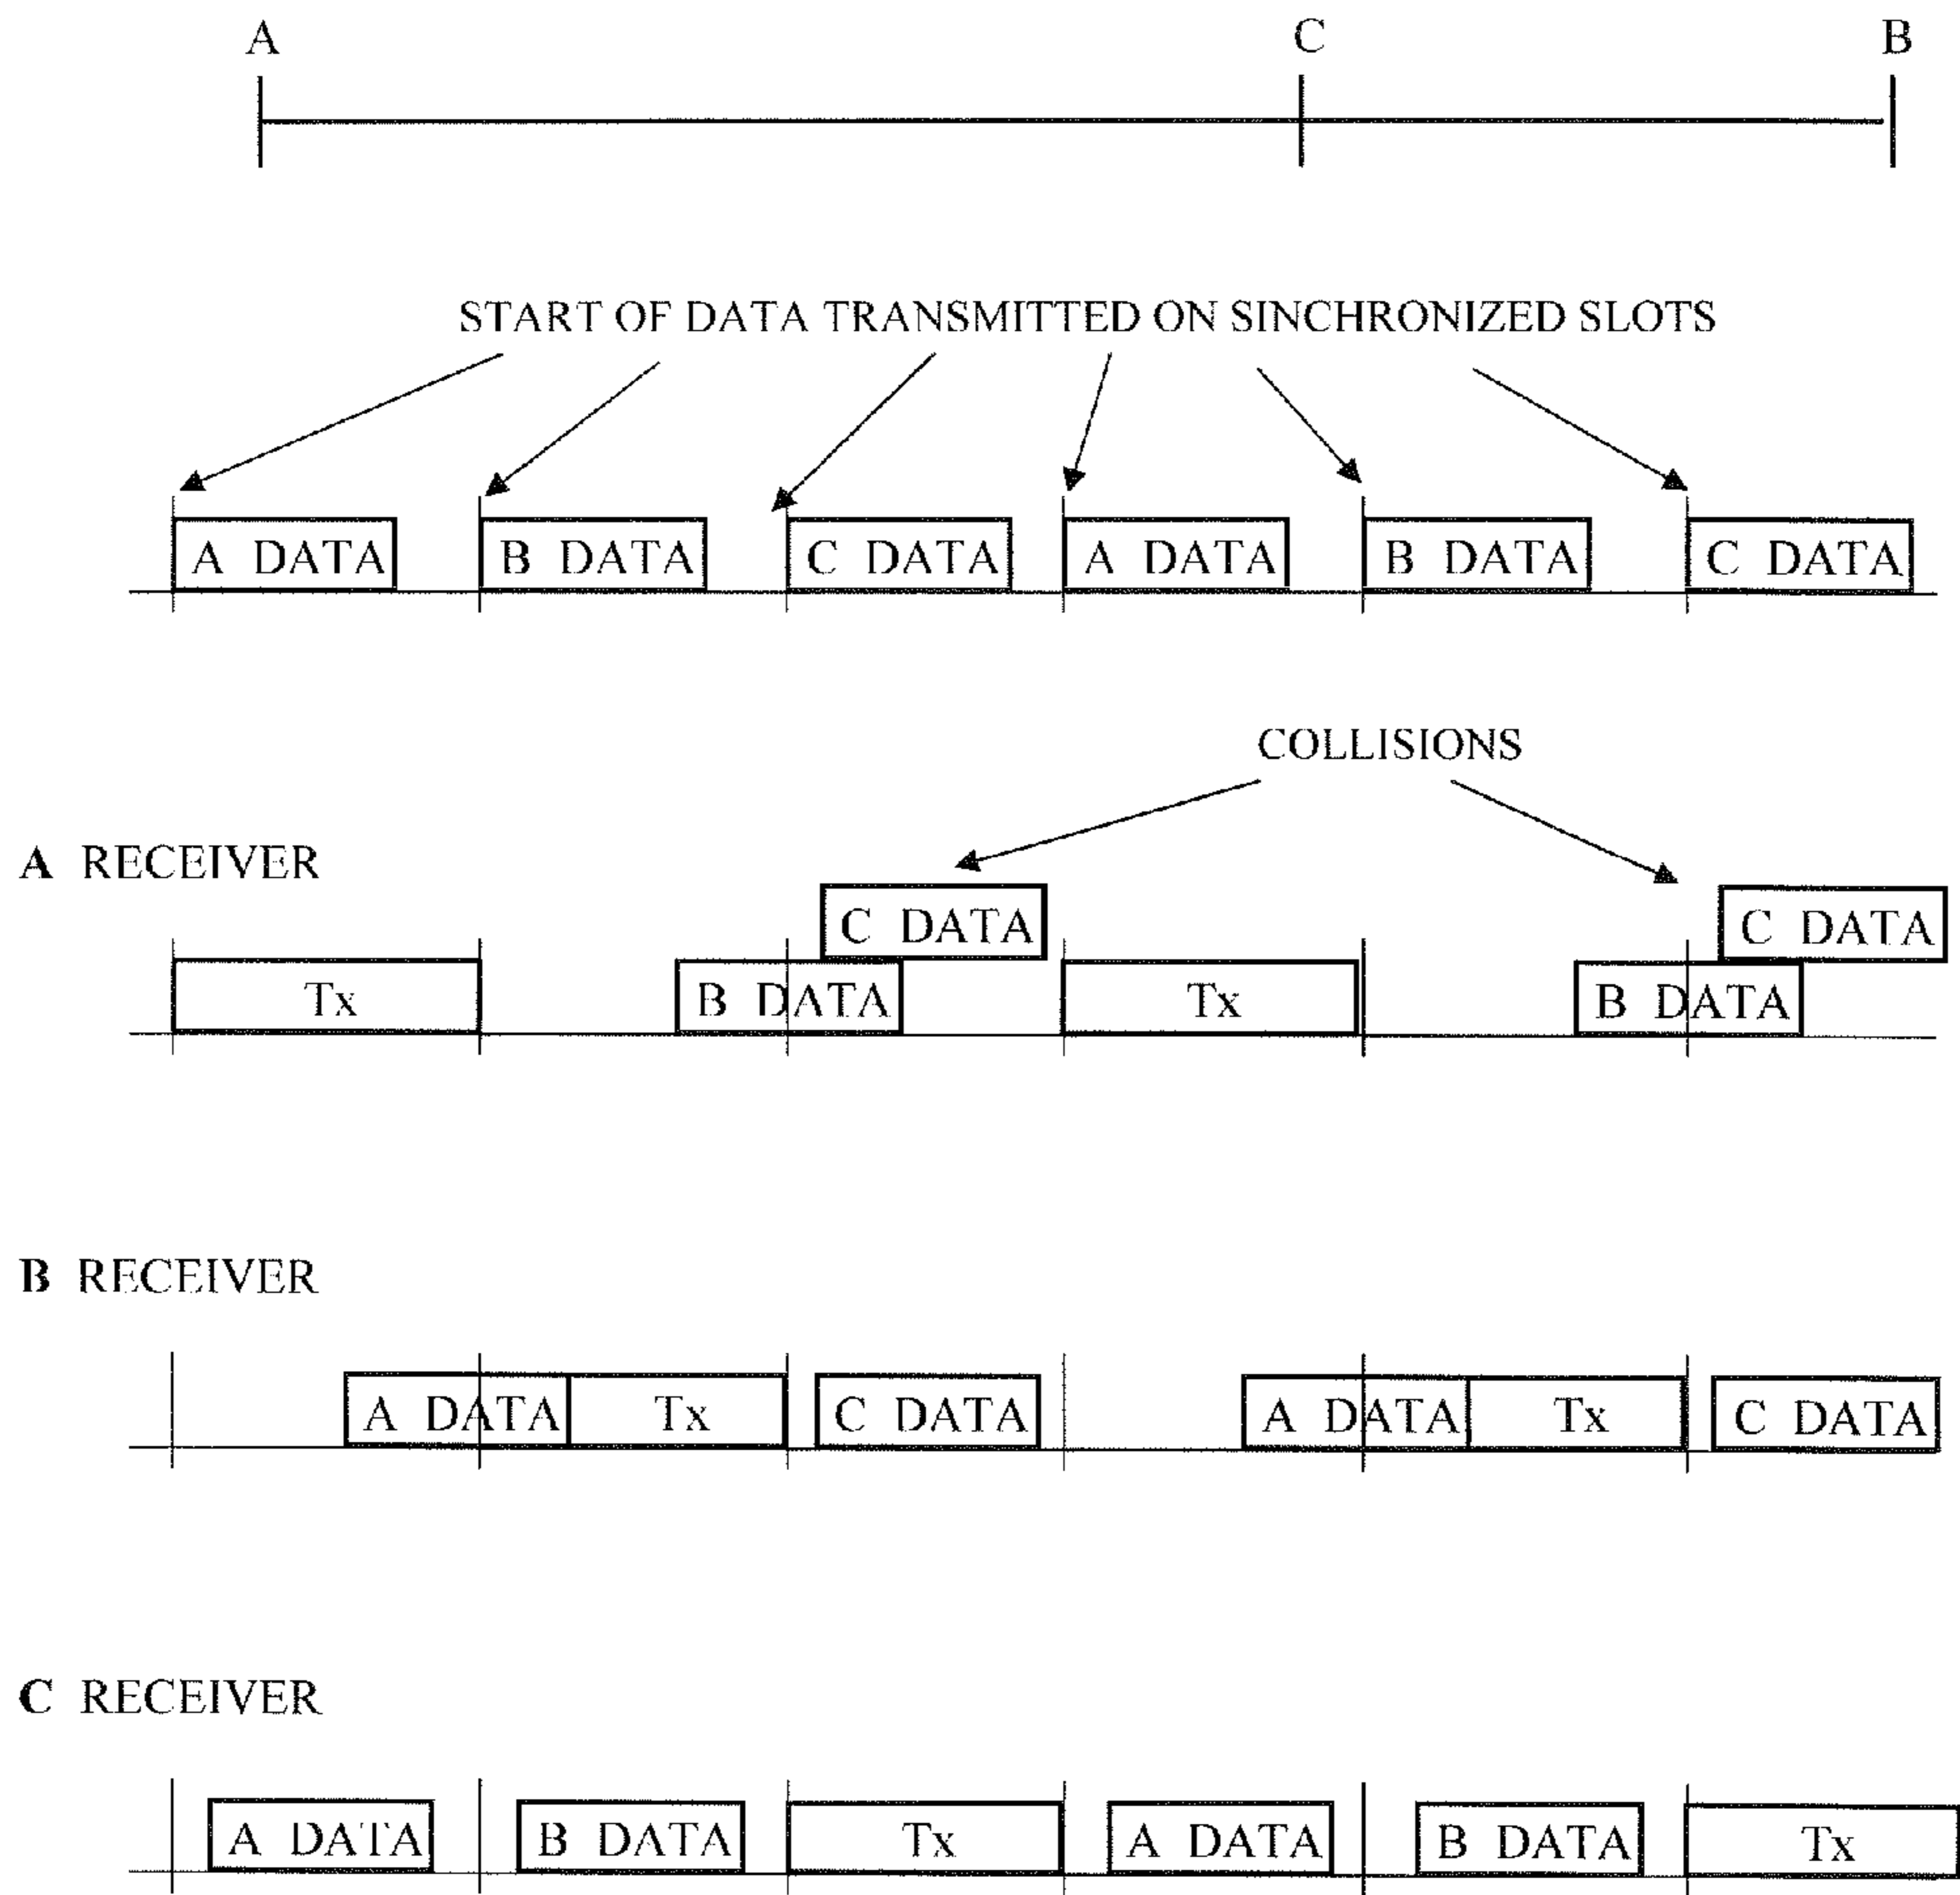 A C B
START OF DATA TRANSMITTED ON SINCHRONIZED SLOTS
A DATA B DATA C DATA A DATA B DATA C DATA
COLLISIONS
A RECEIVER
C DATA C DATA
Tx B DATA Tx B DATA
B RECEIVER
A DATA Tx C DATA A DATA Tx C DATA
C RECEIVER
A DATA B DATA Tx A DATA B DATA Tx